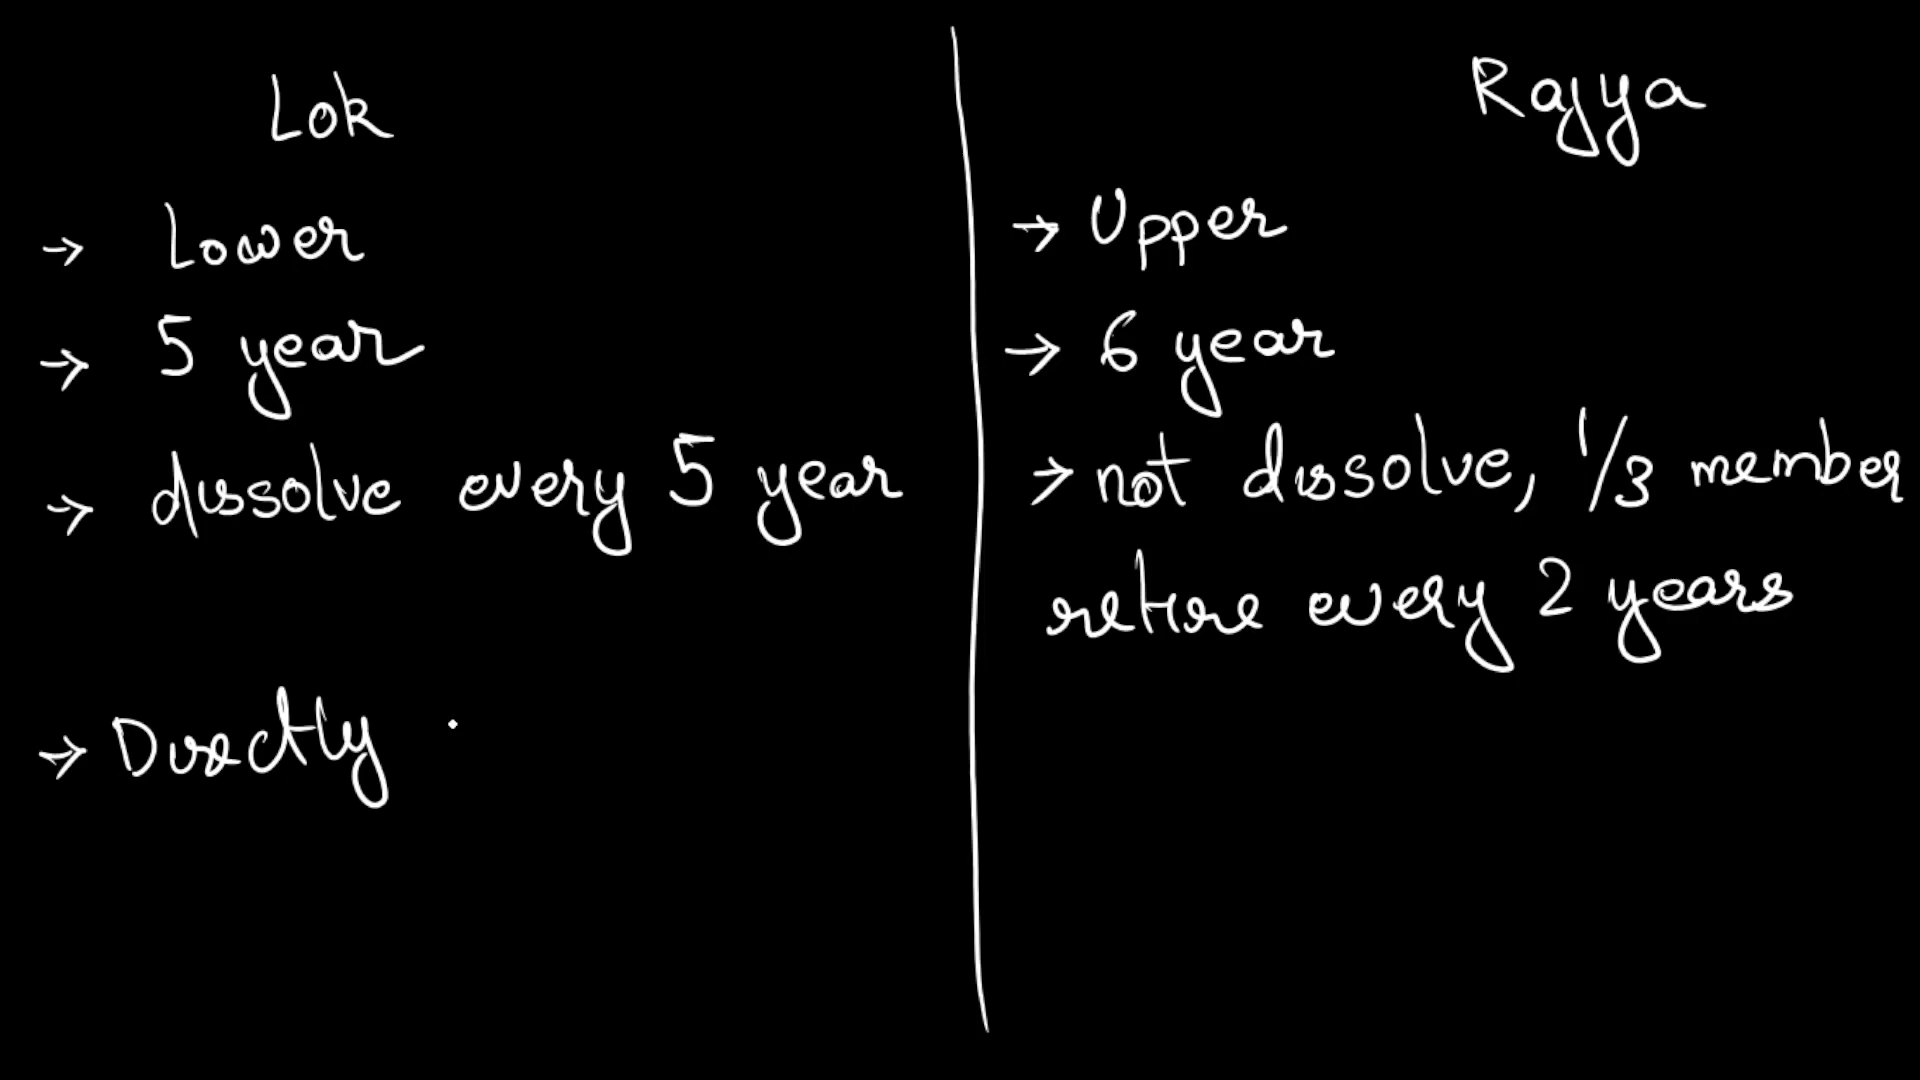 Lok
→ Lower
→ 5 year
→ dissolve every 5 year
→ Directly
Rajya
→ Upper
→ 6 year
→ not dissolve, 1/3 member
retire every 2 years